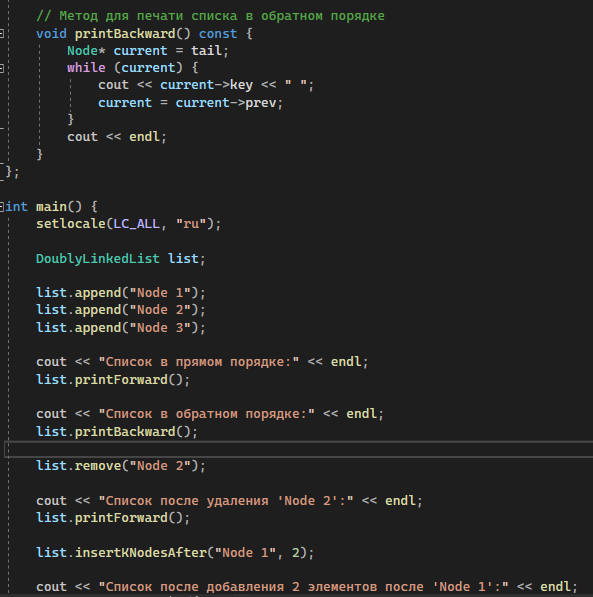 // Метод для печати списка в обратном порядке
void printBackward() const {
Node* current = tail;
while (current) {
cout << current->key << " ";
current = current->prev;
}
cout << endl;
}
};
int main() {
setlocale(LC_ALL, "ru");
DoublyLinkedList list;
list.append("Node 1");
list.append("Node 2");
list.append("Node 3");
cout << "Список в прямом порядке:" << endl;
list.printForward();
cout << "Список в обратном порядке:" << endl;
list.printBackward();
list.remove("Node 2");
cout << "Список после удаления 'Node 2':" << endl;
list.printForward();
list.insertKNodesAfter("Node 1", 2);
cout << "Список после добавления 2 элементов после 'Node 1':" << endl;